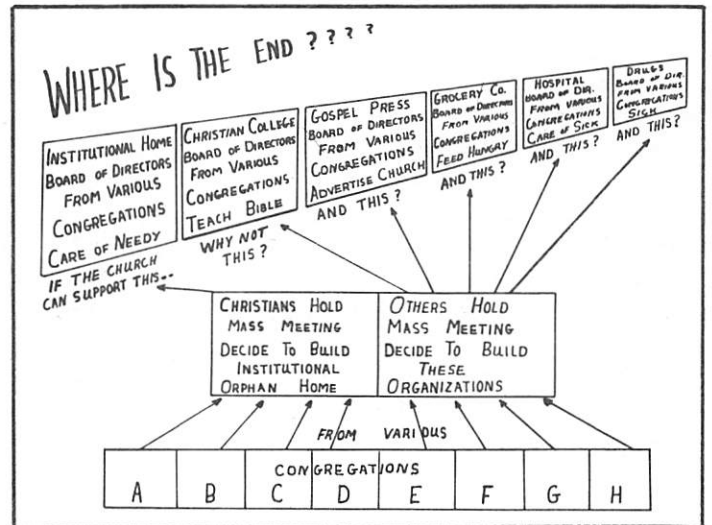 WHERE IS THE END ? ? ? ?
INSTITUTIONAL HOME
BOARD OF DIRECTORS
FROM VARIOUS
CONGREGATIONS
CARE OF NEEDY
IF THE CHURCH
CAN SUPPORT THIS..
CHRISTIAN COLLEGE
BOARD OF DIRECTORS
FROM VARIOUS
CONGREGATIONS
TEACH BIBLE
WHY NOT
THIS ?
GOSPEL PRESS
BOARD OF DIRECTORS
FROM VARIOUS
CONGREGATIONS
ADVERTISE CHURCH
AND THIS ?
GROCERY CO.
BOARD OF DIRECTORS
FROM VARIOUS
CONGREGATIONS
FEED HUNGRY
AND THIS ?
HOSPITAL
BOARD OF DIR.
FROM VARIOUS
CONGREGATIONS
CARE OF SICK
AND THIS ?
DRUGS
BOARD OF DIR.
FROM VARIOUS
CONGREGATIONS
SICK
AND THIS ?
CHRISTIANS HOLD
MASS MEETING
DECIDE TO BUILD
INSTITUTIONAL
ORPHAN HOME
OTHERS HOLD
MASS MEETING
DECIDE TO BUILD
THESE
ORGANIZATIONS
FROM VARIOUS
CONGREGATIONS
A B C D E F G H